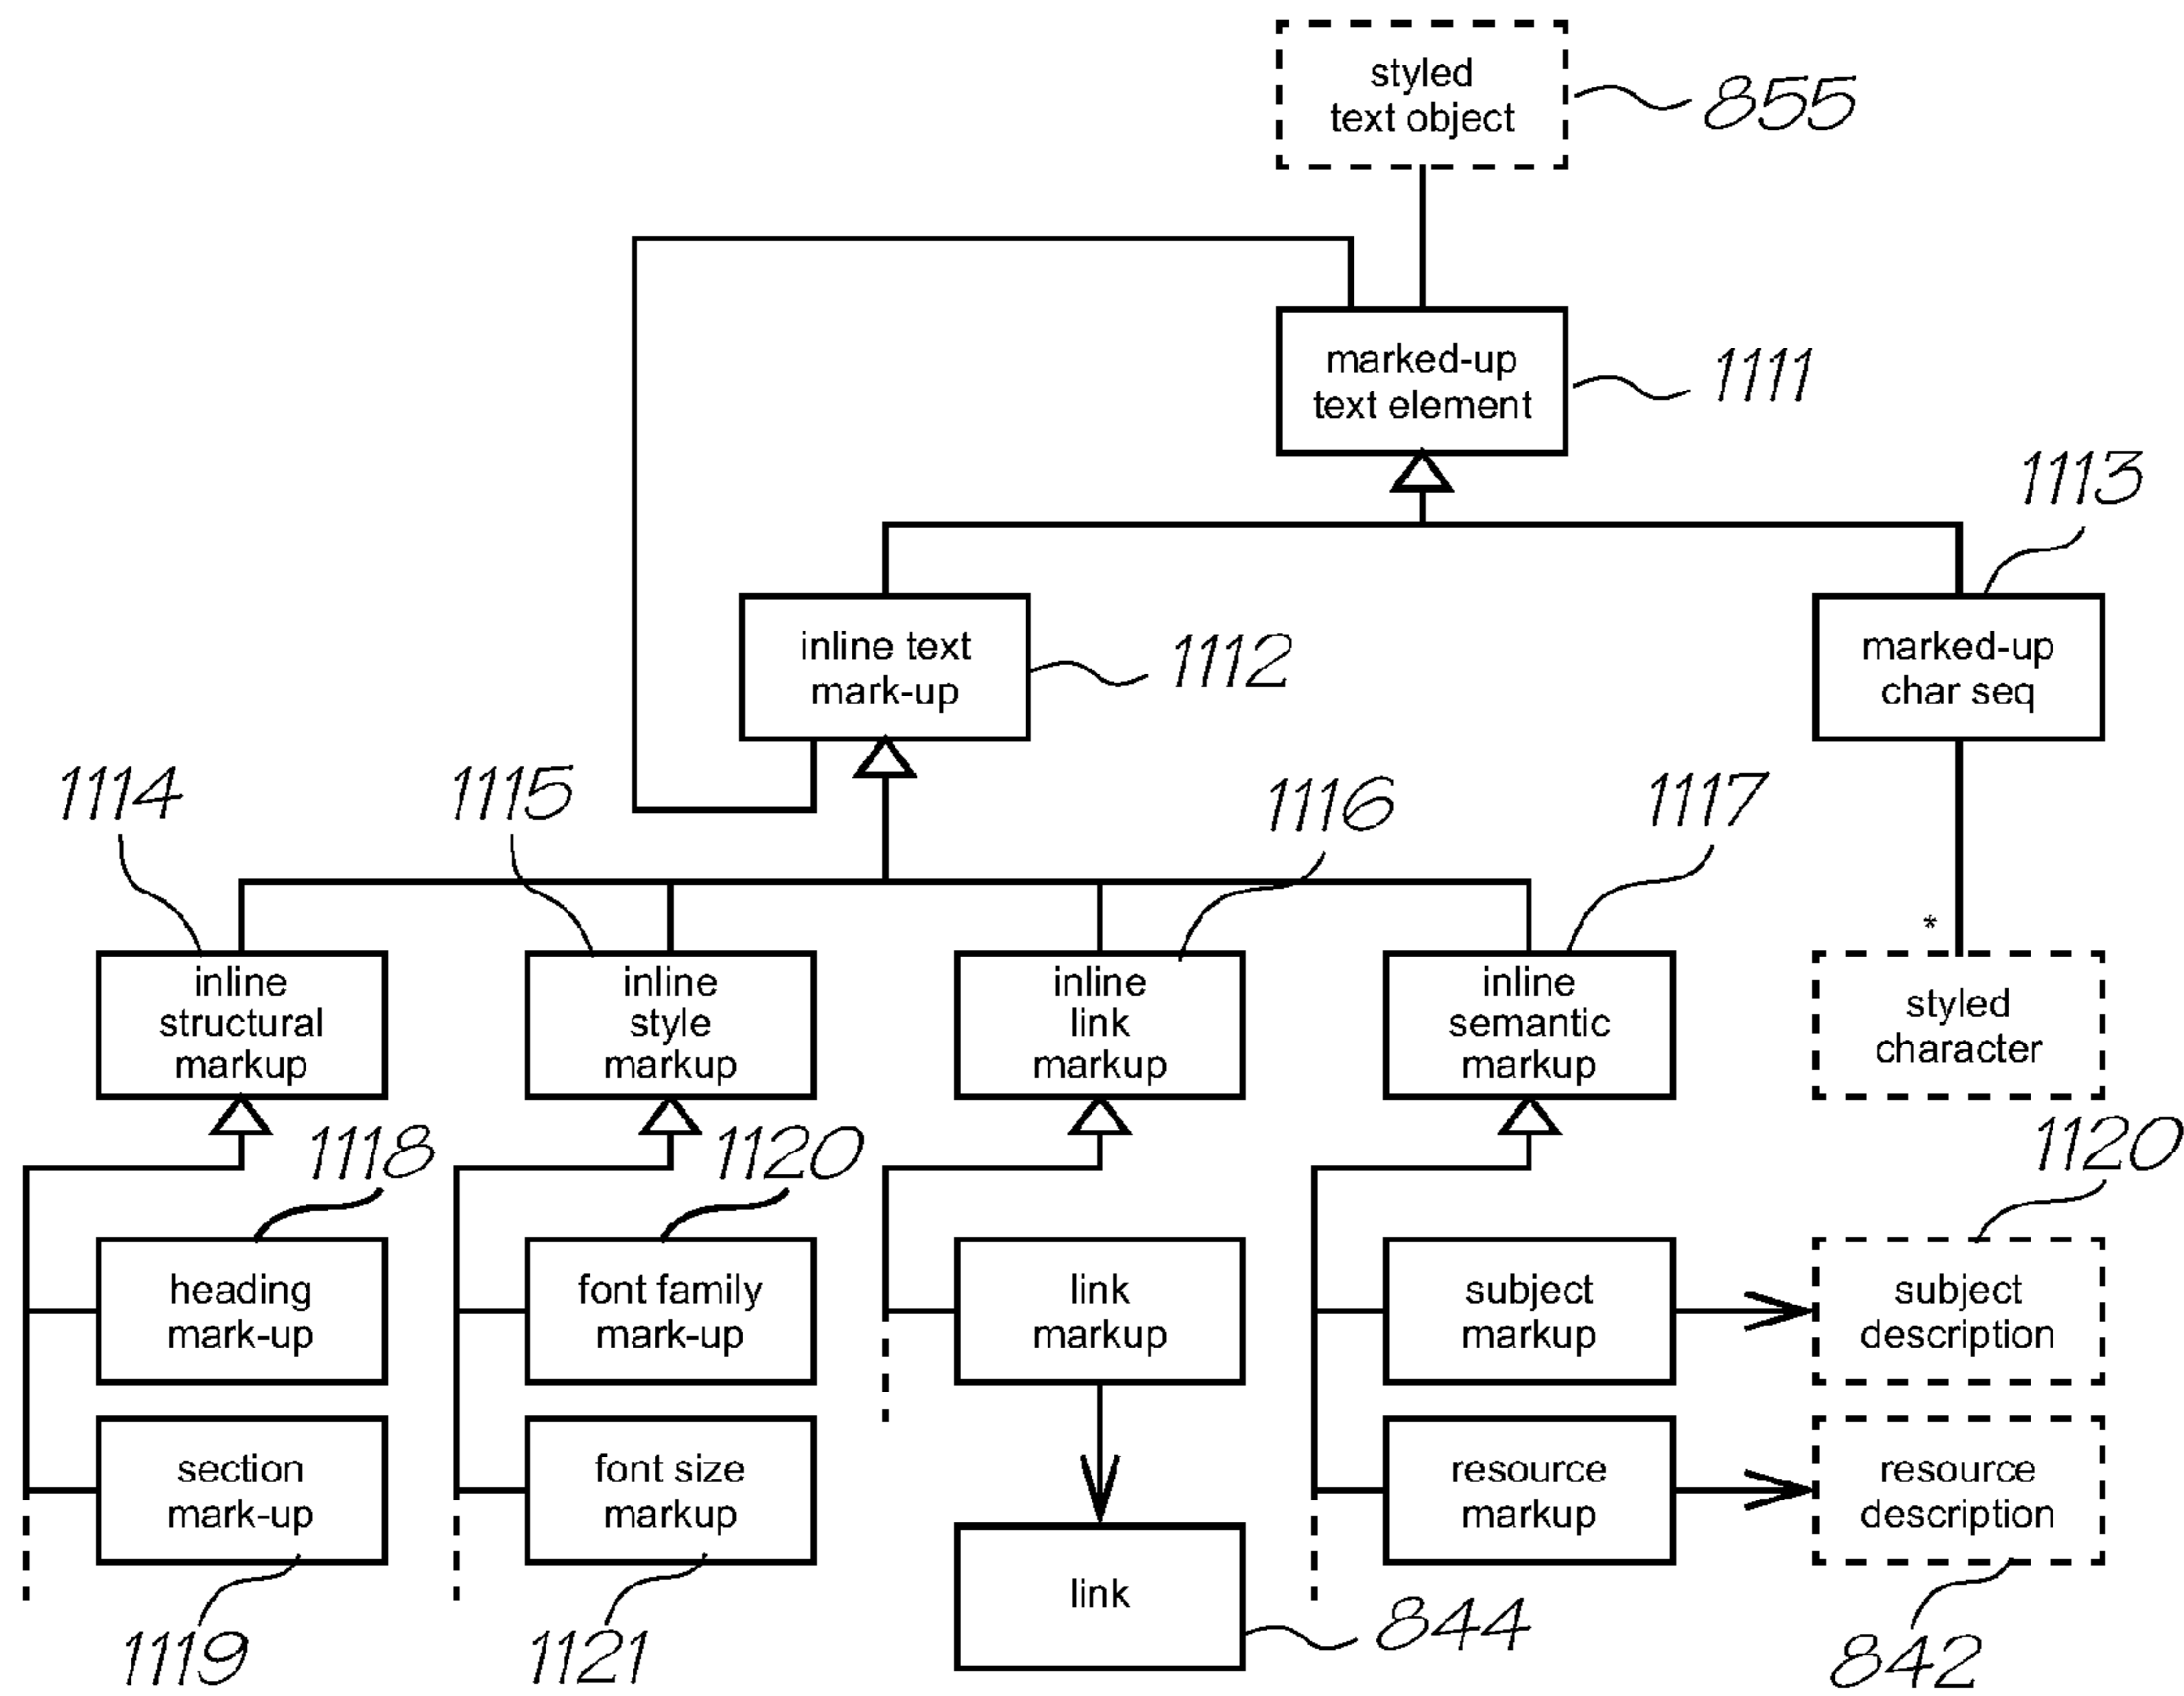 styled
text object
855
marked-up
text element
1111
1113
inline text
mark-up
1112
marked-up
char seq
1114
1115
1116
1117
*
inline
structural
markup
inline
style
markup
inline
link
markup
inline
semantic
markup
styled
character
1118
1120
1120
heading
mark-up
font family
mark-up
link
markup
subject
markup
subject
description
section
mark-up
font size
markup
resource
markup
resource
description
link
1119
1121
844
842